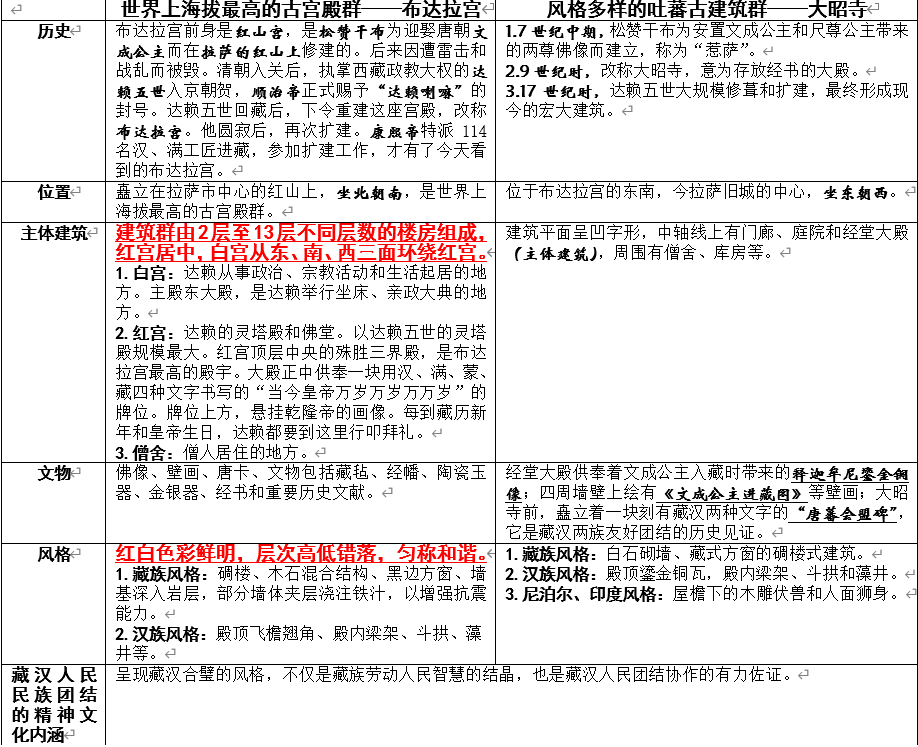 世界上海拔最高的古宫殿群——布达拉宫
风格多样的吐蕃古建筑群——大昭寺
历史
布达拉宫前身是红山宫，是松赞干布为迎娶唐朝文
成公主而在拉萨的红山上修建的。后来因遭雷击和
战乱而被毁。清朝入关后，执掌西藏政教大权的达
赖五世入京朝贺，顺治帝正式赐予“达赖喇嘛”的
封号。达赖五世回藏后，下令重建这座宫殿，改称
布达拉宫。他圆寂后，再次扩建。康熙帝特派 114
名汉、满工匠进藏，参加扩建工作，才有了今天看
到的布达拉宫。
1.7 世纪中期，松赞干布为安置文成公主和尺尊公主带来
的两尊佛像而建立，称为“惹萨”。
2.9 世纪时，改称大昭寺，意为存放经书的大殿。
3.17 世纪时，达赖五世大规模修葺和扩建，最终形成现
今的宏大建筑。
位置
矗立在拉萨市中心的红山上，坐北朝南，是世界上
海拔最高的古宫殿群。
位于布达拉宫的东南，今拉萨旧城的中心，坐东朝西。
主体建筑
建筑群由2层至13层不同层数的楼房组成，
红宫居中，白宫从东、南、西三面环绕红宫。
1. 白宫：达赖从事政治、宗教活动和生活起居的地
方。主殿东大殿，是达赖举行坐床、亲政大典的地
方。
2. 红宫：达赖的灵塔殿和佛堂。以达赖五世的灵塔
殿规模最大。红宫顶层中央的殊胜三界殿，是布达
拉宫最高的殿宇。大殿正中供奉一块用汉、满、蒙、
藏四种文字书写的“当今皇帝万岁万岁万万岁”的
牌位。牌位上方，悬挂乾隆帝的画像。每到藏历新
年和皇帝生日，达赖都要到这里行叩拜礼。
3. 僧舍：僧人居住的地方。
建筑平面呈凹字形，中轴线上有门廊、庭院和经堂大殿
（主体建筑），周围有僧舍、库房等。
文物
佛像、壁画、唐卡、文物包括藏毡、经幡、陶瓷玉
器、金银器、经书和重要历史文献。
经堂大殿供奉着文成公主入藏时带来的释迦牟尼鎏金铜
像；四周墙壁上绘有《文成公主进藏图》等壁画；大昭
寺前，矗立着一块刻有藏汉两种文字的“唐蕃会盟碑”，
它是藏汉两族友好团结的历史见证。
风格
红白色彩鲜明，层次高低错落，匀称和谐。
1. 藏族风格：碉楼、木石混合结构、黑边方窗、墙
基深入岩层，部分墙体夹层浇注铁汁，以增强抗震
能力。
2. 汉族风格：殿顶飞檐翘角、殿内梁架、斗拱、藻
井等。
1. 藏族风格：白石砌墙、藏式方窗的碉楼式建筑。
2. 汉族风格：殿顶鎏金铜瓦，殿内梁架、斗拱和藻井。
3. 尼泊尔、印度风格：屋檐下的木雕伏兽和人面狮身。
藏汉人民
民族团结
的精神文
化内涵
呈现藏汉合璧的风格，不仅是藏族劳动人民智慧的结晶，也是藏汉人民团结协作的有力佐证。